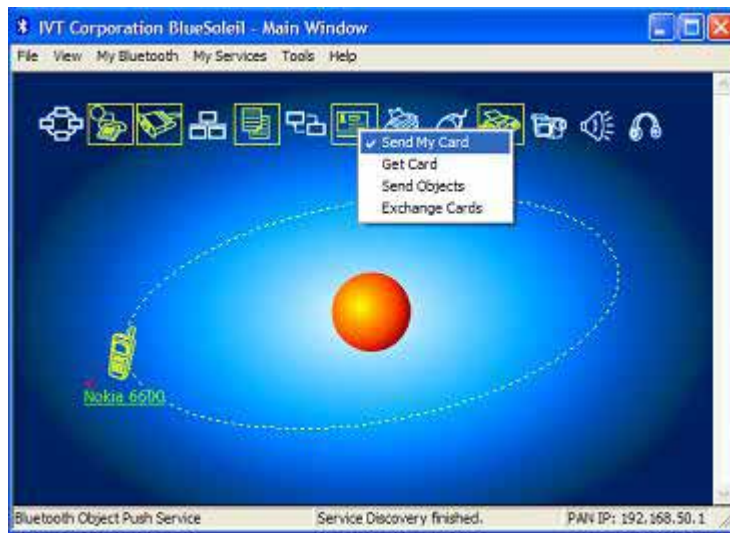 IVT Corporation BlueSoleil - Main Window
File View My Bluetooth My Services Tools Help
Send My Card
Get Card
Send Objects
Exchange Cards
Nokia 6600
Bluetooth Object Push Service Service Discovery finished. PAN IP: 192.168.50.1